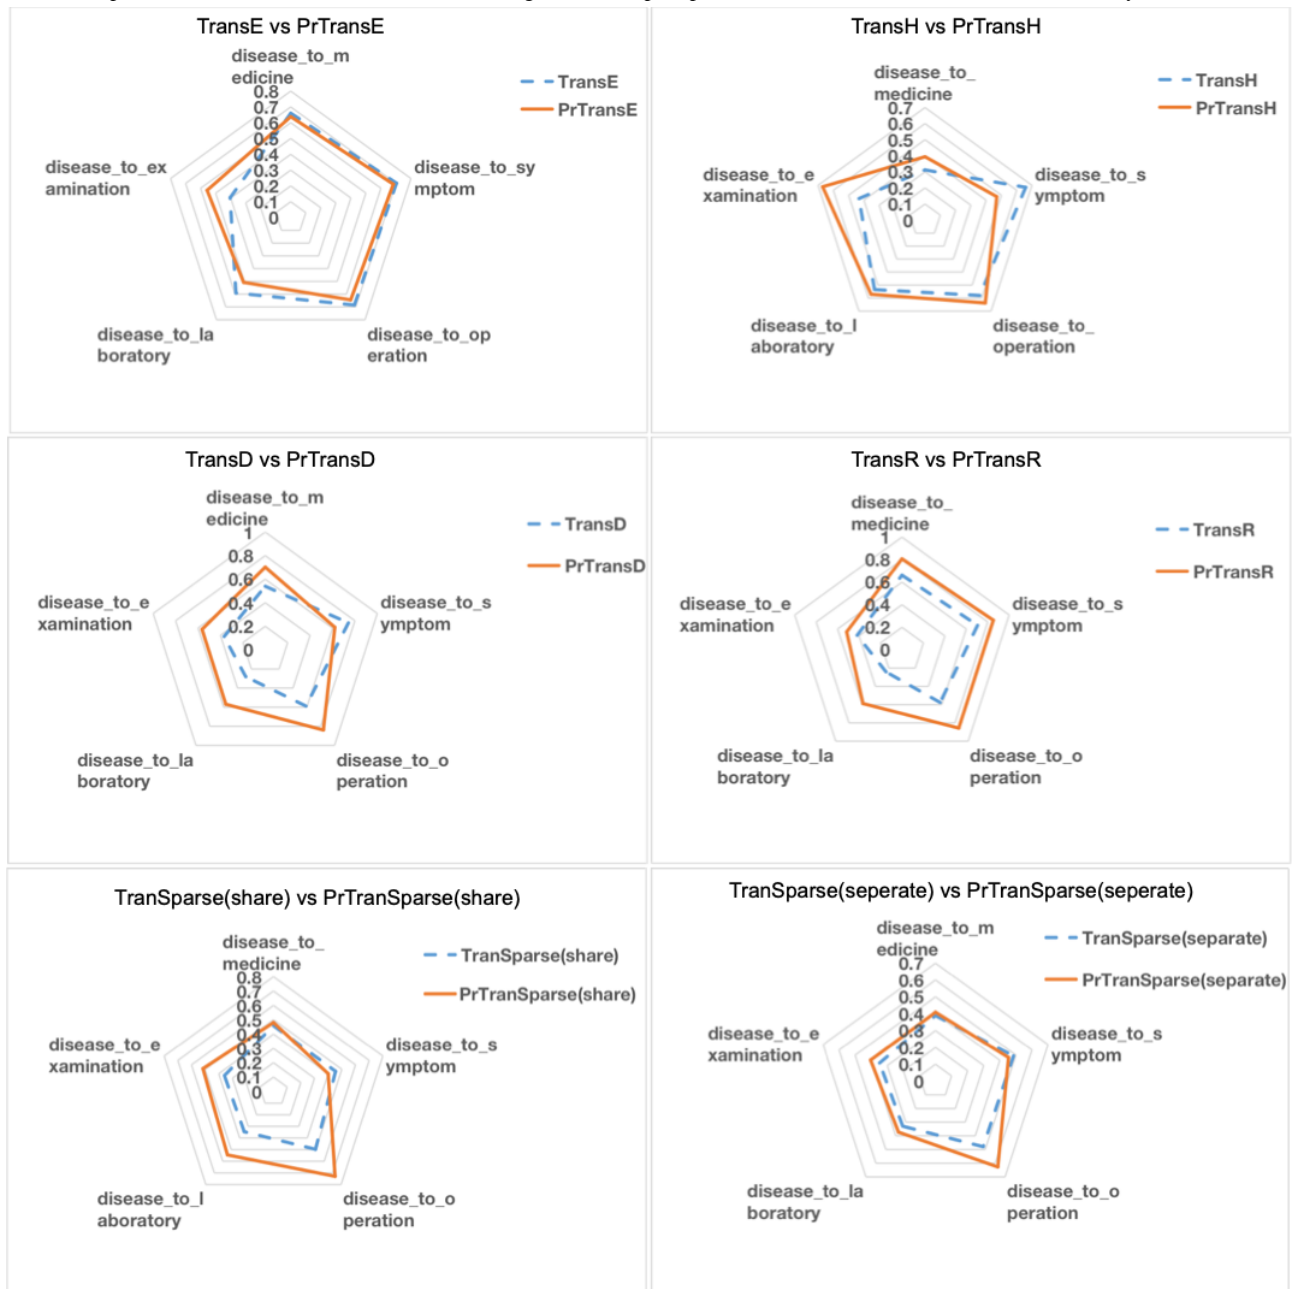 TransE vs PrTransE
disease_to_m
edicine
TransE
PrTransE
0.8
0.7
0.6
0.5
0.4
0.3
0.2
0.1
0
disease_to_ex
amination
disease_to_sy
mptom
disease_to_la
boratory
disease_to_op
eration
TransH vs PrTransH
disease_to_
medicine
TransH
PrTransH
0.7
0.6
0.5
0.4
0.3
0.2
0.1
0
disease_to_e
xamination
disease_to_s
ymptom
disease_to_l
aboratory
disease_to_
operation
TransD vs PrTransD
disease_to_m
edicine
TransD
PrTransD
1
0.8
0.6
0.4
0.2
0
disease_to_e
xamination
disease_to_s
ymptom
disease_to_la
boratory
disease_to_o
peration
TransR vs PrTransR
disease_to_
medicine
TransR
PrTransR
1
0.8
0.6
0.4
0.2
0
disease_to_e
xamination
disease_to_s
ymptom
disease_to_la
boratory
disease_to_o
peration
TranSparse(share) vs PrTranSparse(share)
disease_to_
medicine
TranSparse(share)
PrTranSparse(share)
0.8
0.7
0.6
0.5
0.4
0.3
0.2
0.1
0
disease_to_e
xamination
disease_to_s
ymptom
disease_to_l
aboratory
disease_to_o
peration
TranSparse(seperate) vs PrTranSparse(seperate)
disease_to_m
edicine
TranSparse(separate)
PrTranSparse(separate)
0.7
0.6
0.5
0.4
0.3
0.2
0.1
0
disease_to_e
xamination
disease_to_s
ymptom
disease_to_la
boratory
disease_to_o
peration